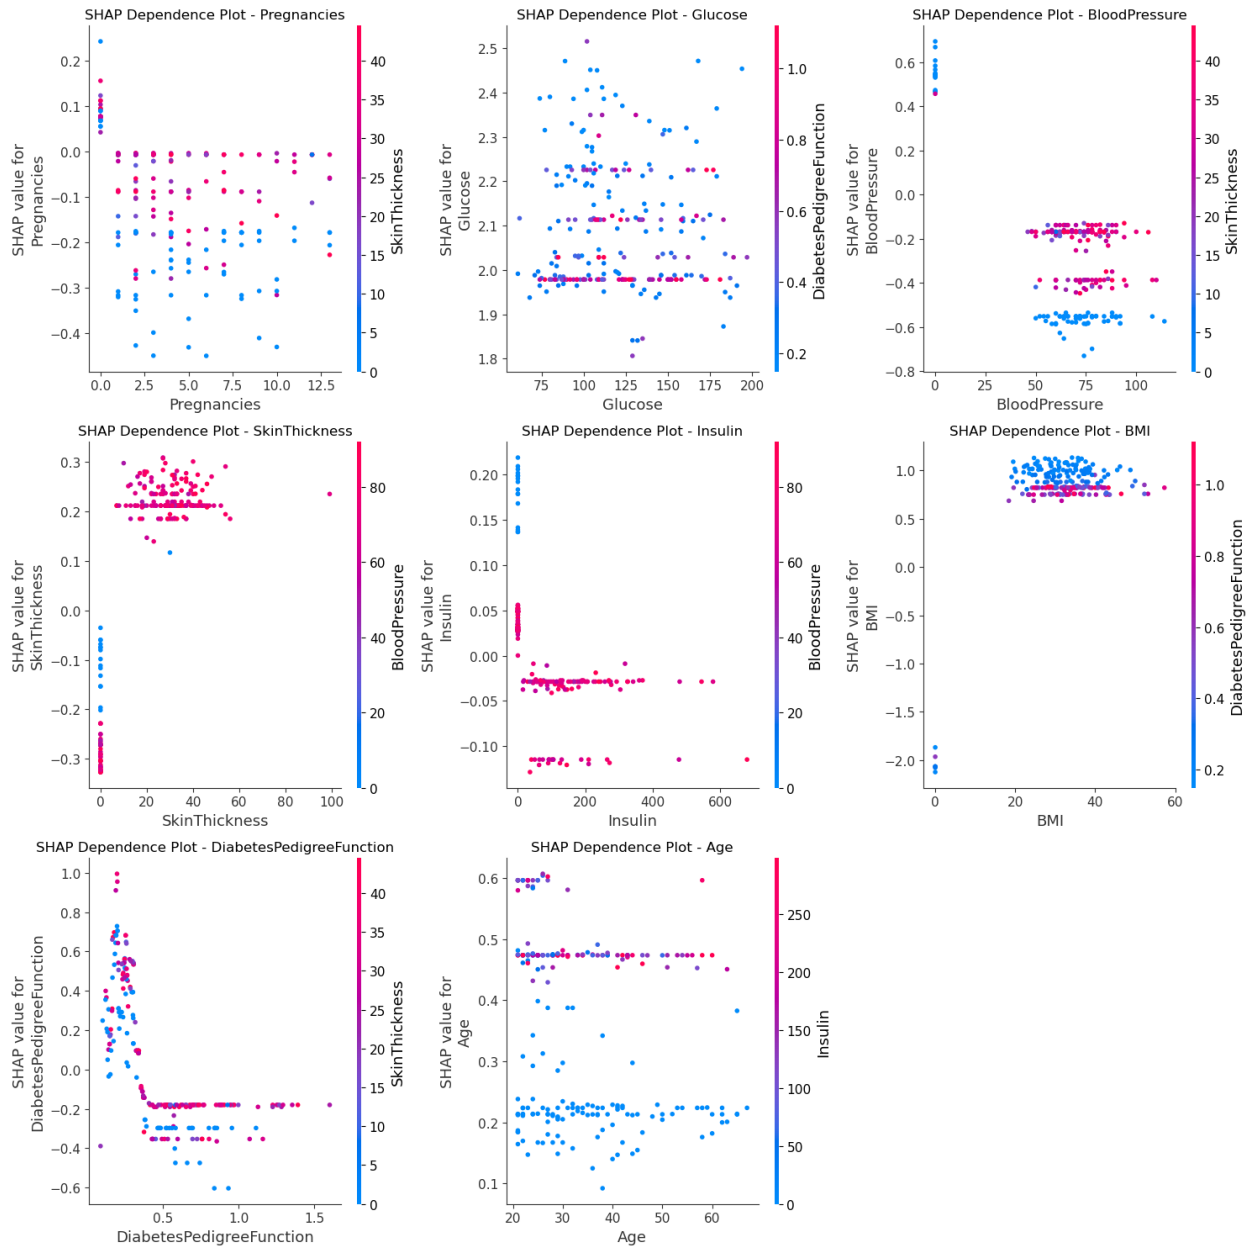 SHAP Dependence Plot - Pregnancies
0.2
0.1
0.0
−0.1
−0.2
−0.3
−0.4
SHAP value for
Pregnancies
0.0 2.5 5.0 7.5 10.0 12.5
Pregnancies
40
35
30
25
20
15
10
5
0
SkinThickness
SHAP Dependence Plot - Glucose
2.5
2.4
2.3
2.2
2.1
2.0
1.9
1.8
SHAP value for
Glucose
75 100 125 150 175 200
Glucose
1.0
0.8
0.6
0.4
0.2
DiabetesPedigreeFunction
SHAP Dependence Plot - BloodPressure
0.6
0.4
0.2
0.0
−0.2
−0.4
−0.6
−0.8
SHAP value for
BloodPressure
0 25 50 75 100
BloodPressure
40
35
30
25
20
15
10
5
0
SkinThickness
SHAP Dependence Plot - SkinThickness
0.3
0.2
0.1
0.0
−0.1
−0.2
−0.3
SHAP value for
SkinThickness
0 20 40 60 80 100
SkinThickness
80
60
40
20
0
BloodPressure
SHAP Dependence Plot - Insulin
0.20
0.15
0.10
0.05
0.00
−0.05
−0.10
SHAP value for
Insulin
0 200 400 600
Insulin
80
60
40
20
0
BloodPressure
SHAP Dependence Plot - BMI
1.0
0.5
0.0
−0.5
−1.0
−1.5
−2.0
SHAP value for
BMI
0 20 40 60
BMI
1.0
0.8
0.6
0.4
0.2
DiabetesPedigreeFunction
SHAP Dependence Plot - DiabetesPedigreeFunction
1.0
0.8
0.6
0.4
0.2
0.0
−0.2
−0.4
−0.6
SHAP value for
DiabetesPedigreeFunction
0.5 1.0 1.5
DiabetesPedigreeFunction
40
35
30
25
20
15
10
5
0
SkinThickness
SHAP Dependence Plot - Age
0.6
0.5
0.4
0.3
0.2
0.1
SHAP value for
Age
20 30 40 50 60
Age
250
200
150
100
50
0
Insulin